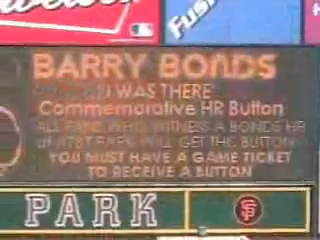 Budweiser
BARRY BONDS
I WAS THERE
Commemorative HR Button
ALL FANS WHO WITNESS A BONDS HR
at AT&T PARK WILL GET THE BUTTON
YOU MUST HAVE A GAME TICKET
TO RECEIVE A BUTTON
PARK
SF